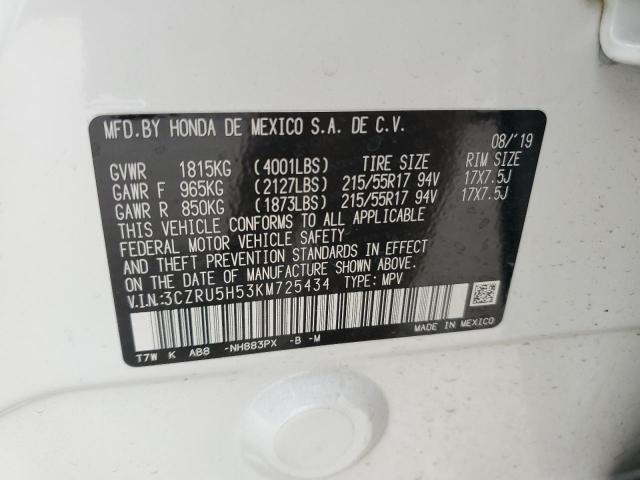 MFD.BY HONDA DE MEXICO S.A. DE C.V. 08/'19
GVWR 1815KG (4001LBS) TIRE SIZE RIM SIZE
GAWR F 965KG (2127LBS) 215/55R17 94V 17X7.5J
GAWR R 850KG (1873LBS) 215/55R17 94V 17X7.5J
THIS VEHICLE CONFORMS TO ALL APPLICABLE
FEDERAL MOTOR VEHICLE SAFETY
AND THEFT PREVENTION STANDARDS IN EFFECT
ON THE DATE OF MANUFACTURE SHOWN ABOVE.
V.I.N.:3CZRU5H53KM725434 TYPE: MPV
MADE IN MEXICO
T7W K AB8 -NH883PX -B -M